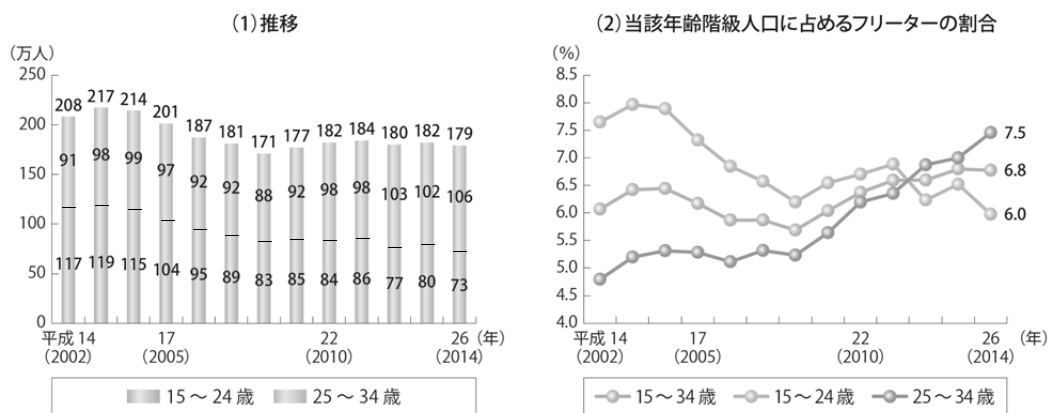 (1)推移
(万人)
250
200
150
100
50
0
208 217 214 201 187 181 171 177 182 184 180 182 179
91 98 99 97 92 92 88 92 98 98 103 102 106
117 119 115 104 95 89 83 85 84 86 77 80 73
平成 14 17 22 26 (年)
(2002) (2005) (2010) (2014)
15～24 歳 25～34 歳
(2)当該年齢階級人口に占めるフリーターの割合
(%)
8.5
8.0
7.5
7.0
6.5
6.0
5.5
5.0
4.5
4.0
7.5
6.8
6.0
平成 14 17 22 26 (年)
(2002) (2005) (2010) (2014)
15～34 歳 15～24 歳 25～34 歳